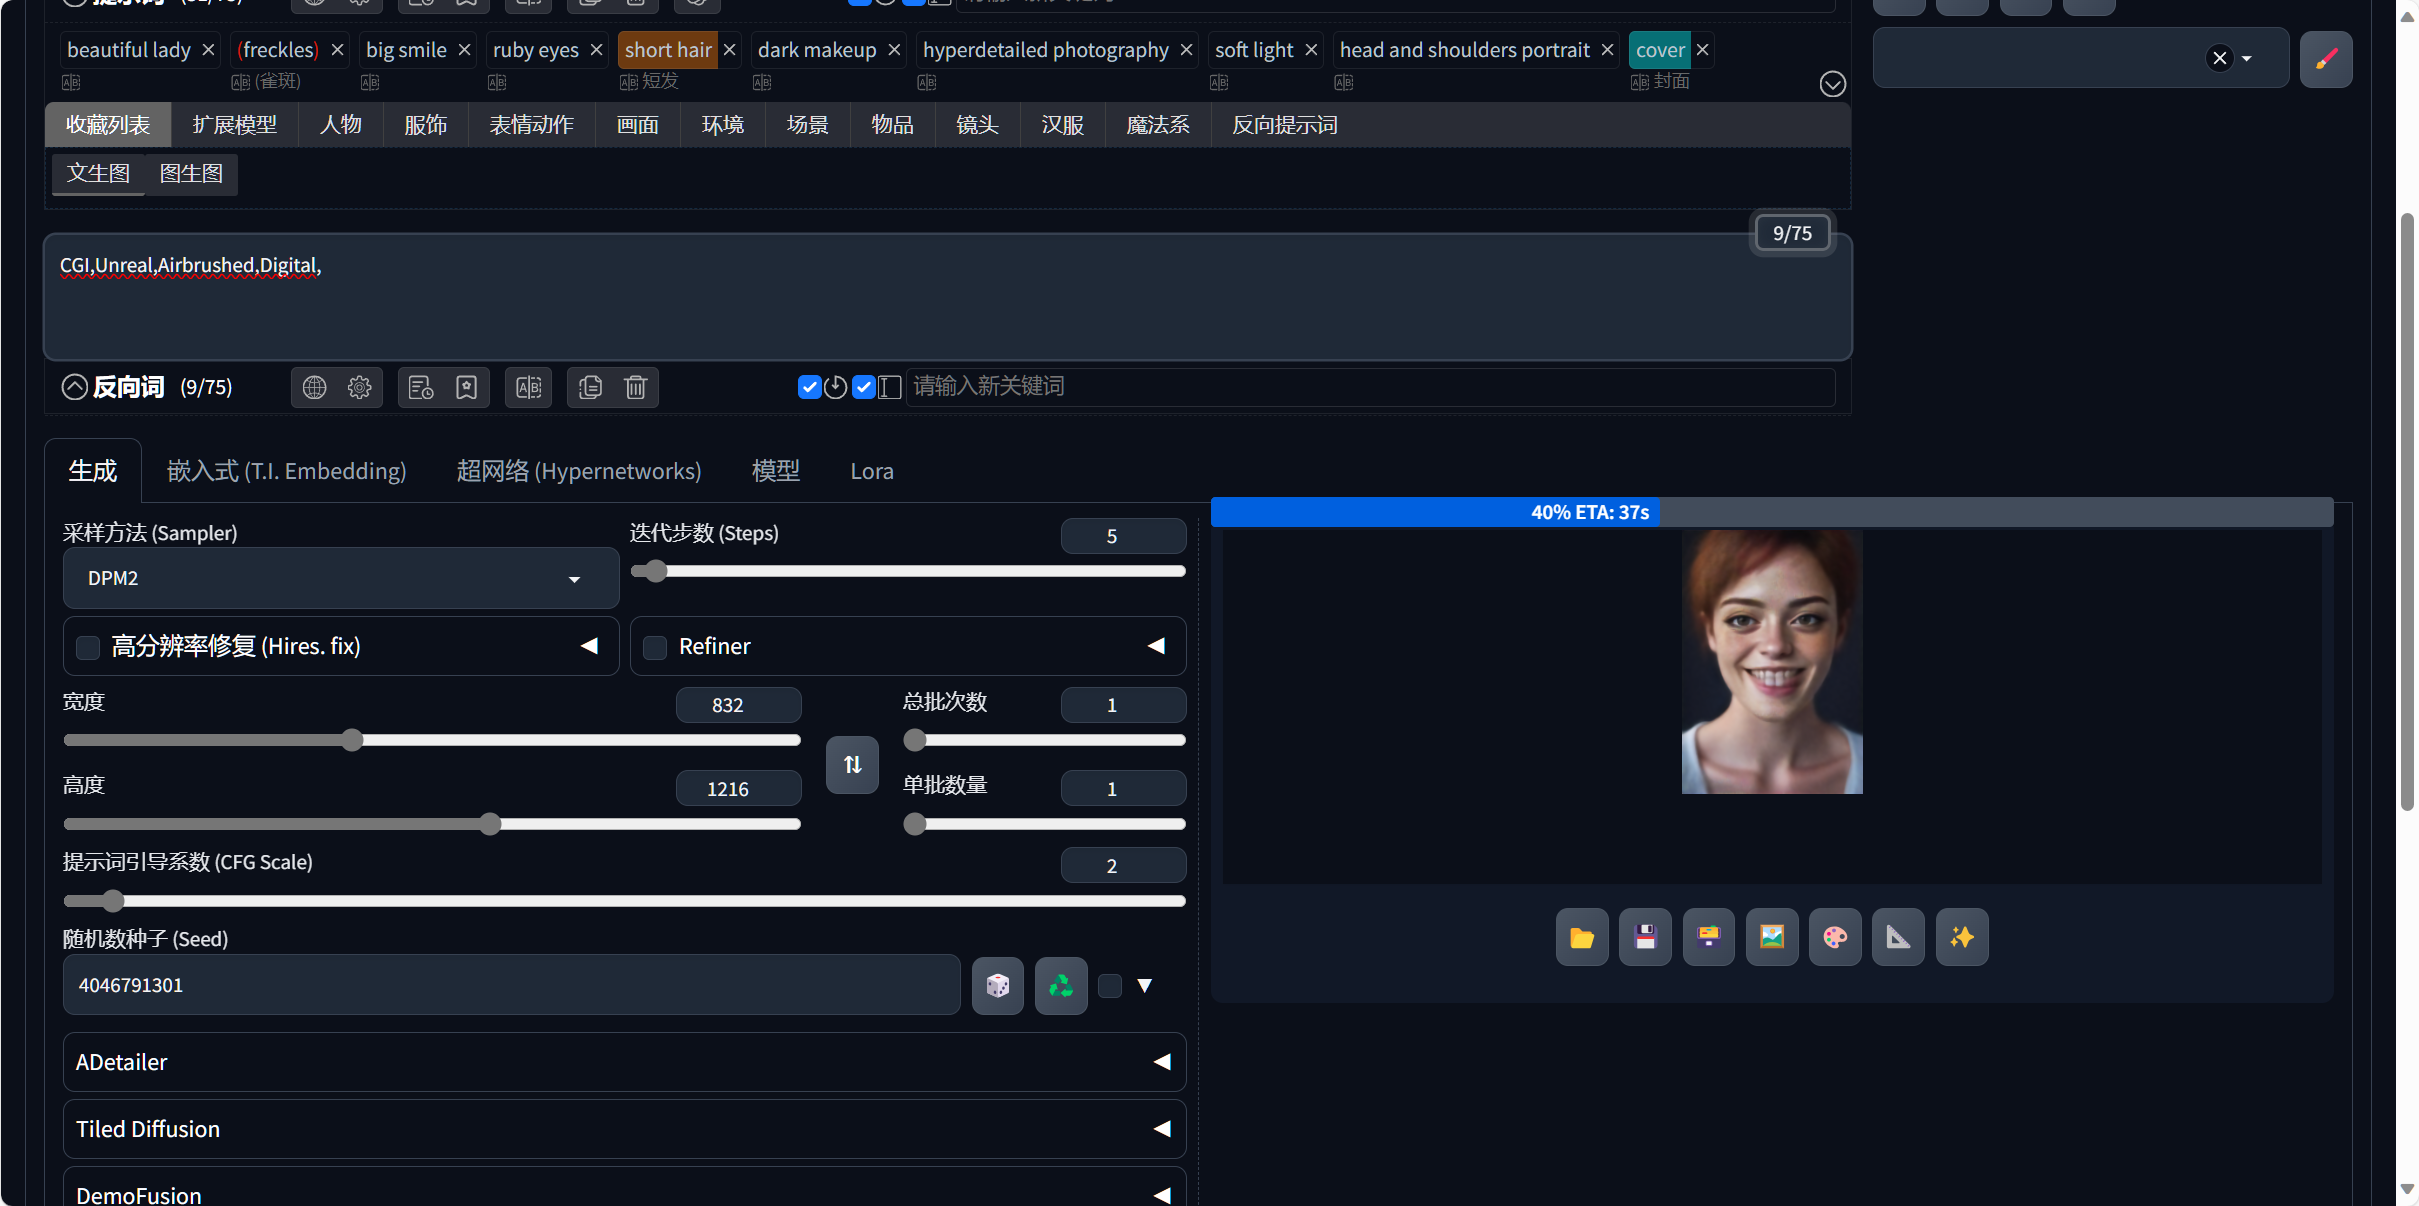 beautiful lady × (freckles) × big smile × ruby eyes × short hair × dark makeup × hyperdetailed photography × soft light × head and shoulders portrait × cover ×
(雀斑) 短发 封面
收藏列表 扩展模型 人物 服饰 表情动作 画面 环境 场景 物品 镜头 汉服 魔法系 反向提示词
文生图 图生图
9/75
CGI,Unreal,Airbrushed,Digital,
反向词 (9/75) 请输入新关键词
生成 嵌入式 (T.I. Embedding) 超网络 (Hypernetworks) 模型 Lora
40% ETA: 37s
采样方法 (Sampler) 迭代步数 (Steps) 5
DPM2
高分辨率修复 (Hires. fix) Refiner
宽度 832 总批次数 1
高度 1216 单批数量 1
提示词引导系数 (CFG Scale) 2
随机数种子 (Seed)
4046791301
ADetailer
Tiled Diffusion
DemoFusion